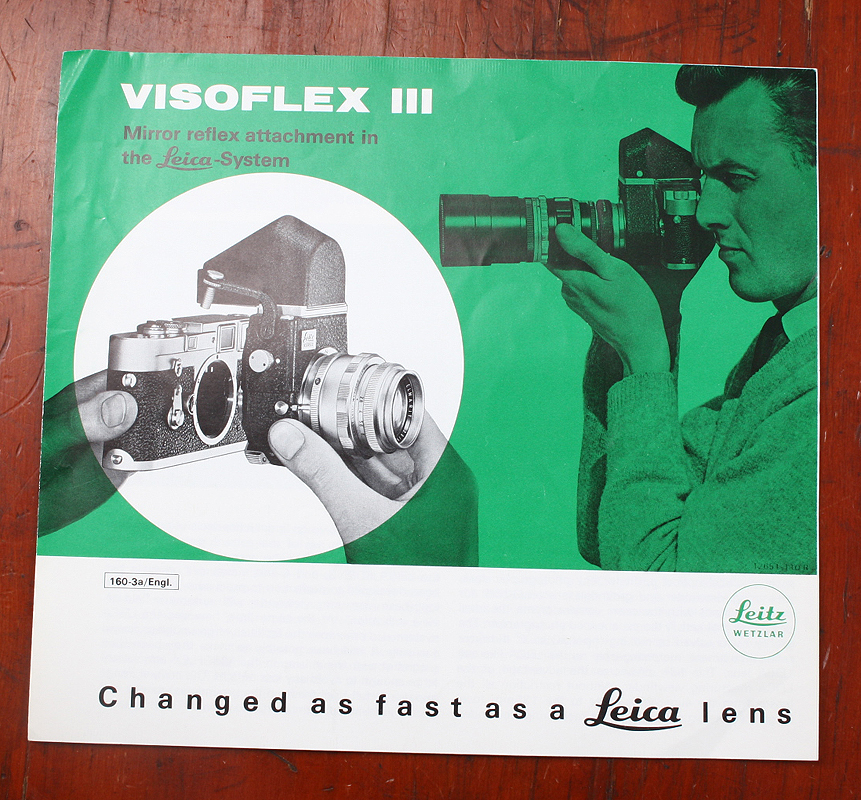 VISOFLEX III
Mirror reflex attachment in
the Leica-System
160-3a/Engl.
Leitz
WETZLAR
Changed as fast as a Leica lens